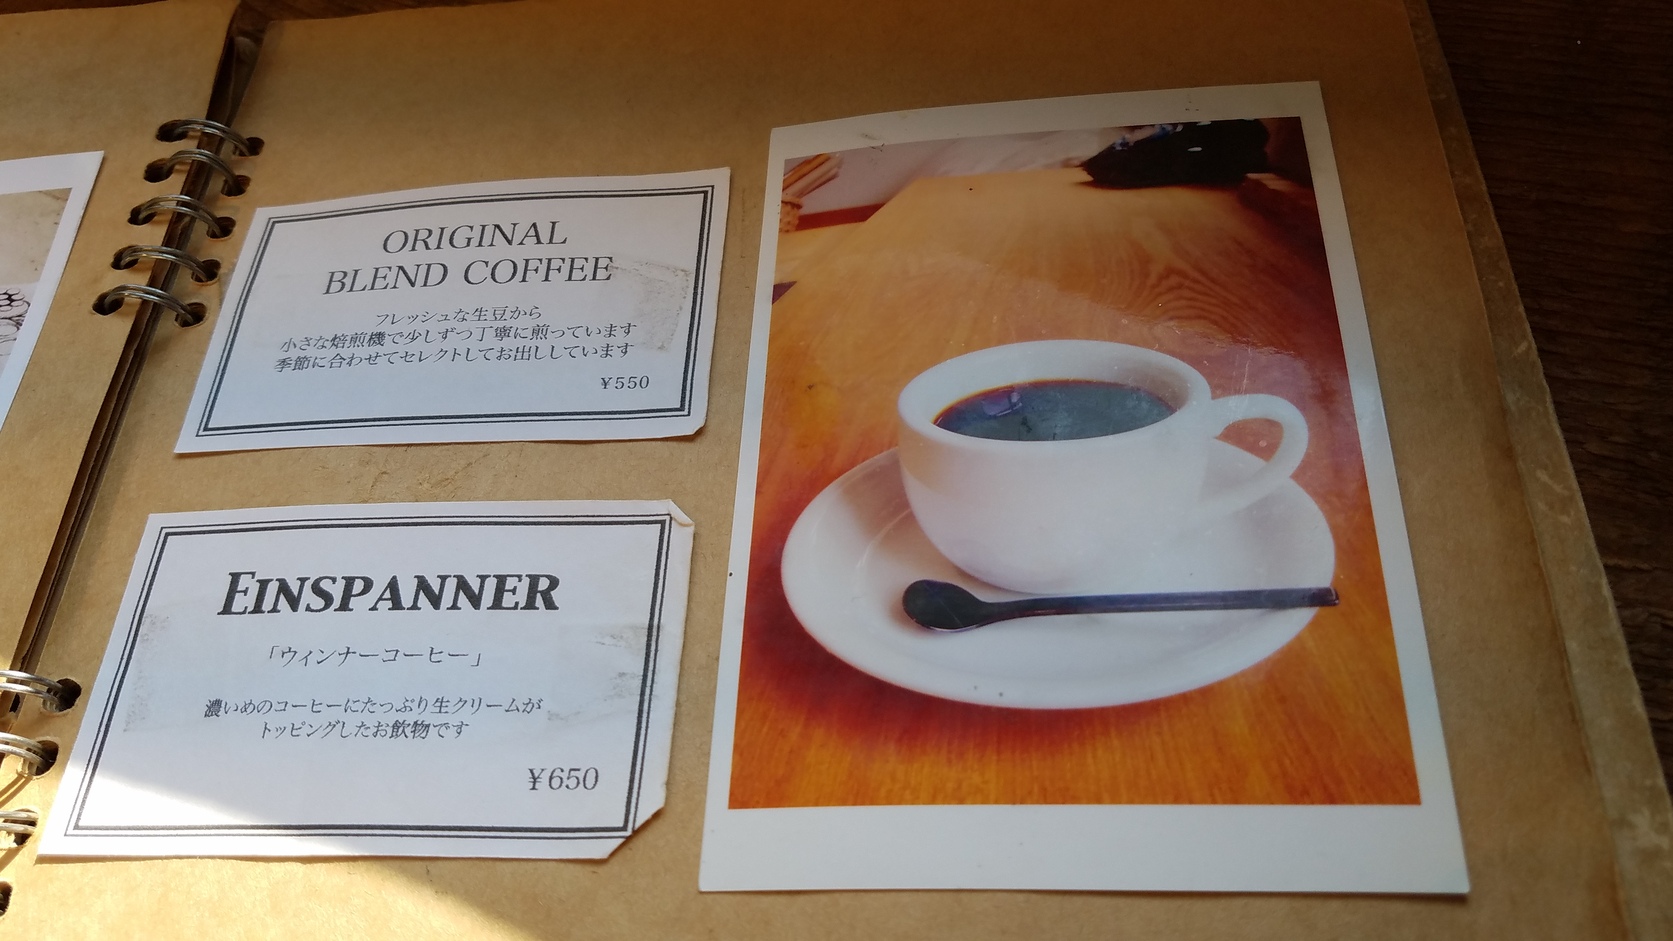 ORIGINAL
BLEND COFFEE
フレッシュな生豆から
小さな焙煎機で少しずつ丁寧に煎っています
季節に合わせてセレクトしてお出ししています
¥550
EINSPANNER
「ウィンナーコーヒー」
濃いめのコーヒーにたっぷり生クリームが
トッピングしたお飲物です
¥650